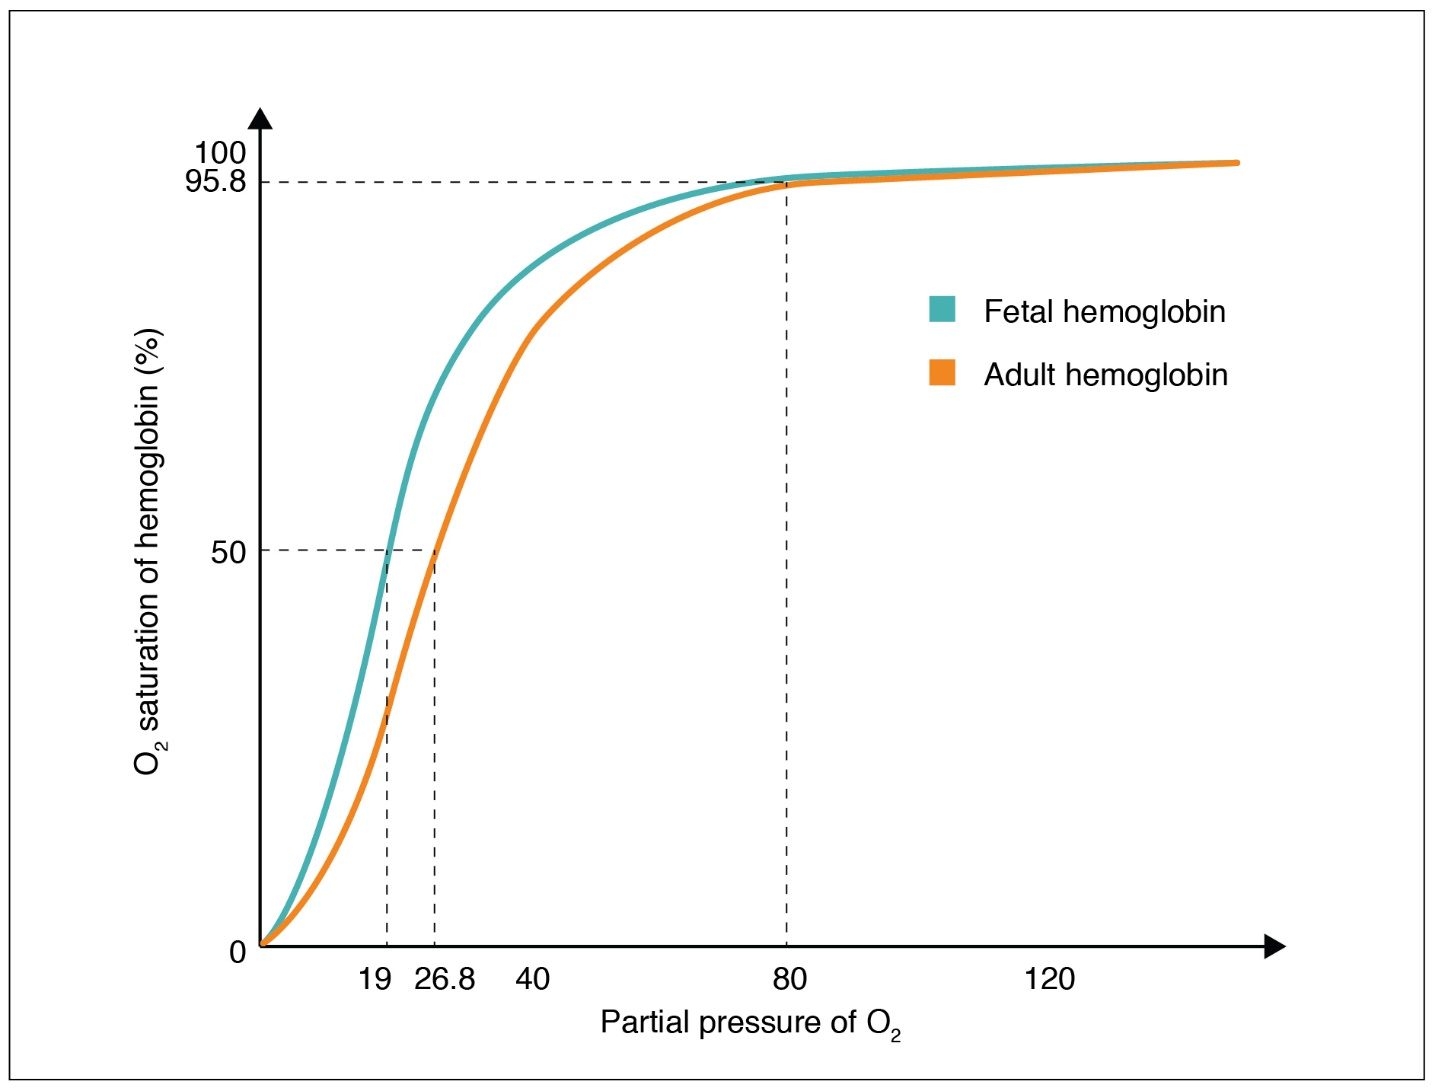 100
95.8
50
0
O₂ saturation of hemoglobin (%)
Fetal hemoglobin
Adult hemoglobin
19 26.8 40 80 120
Partial pressure of O₂